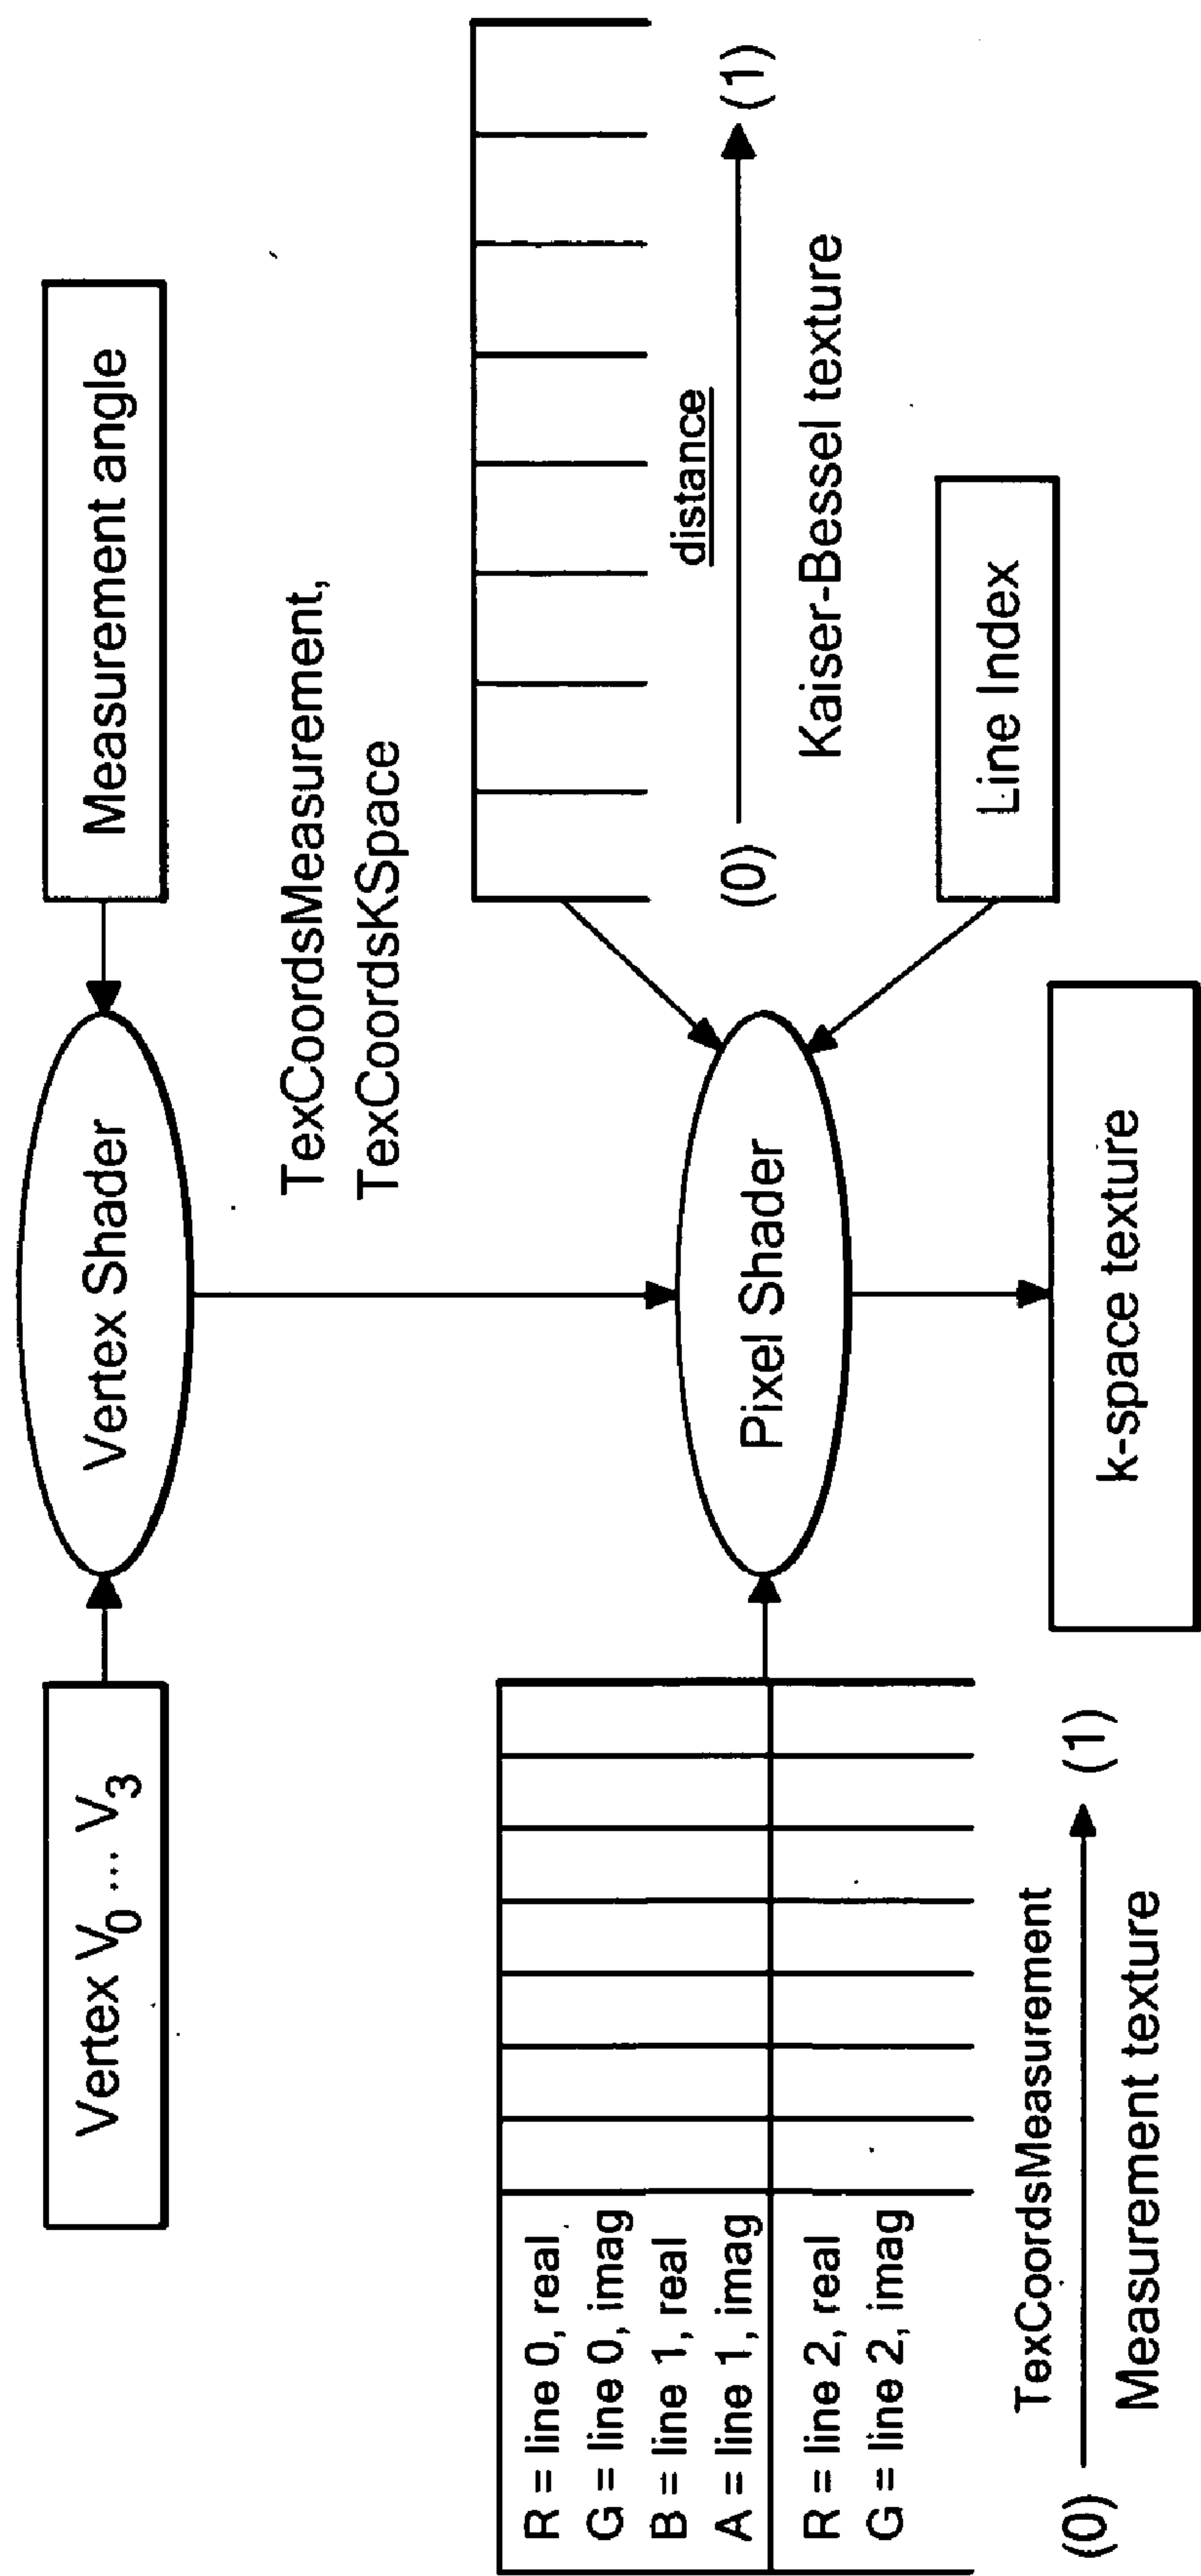 Vertex V0 ... V3
Vertex Shader
Measurement angle
TexCoordsMeasurement,
TexCoordsKSpace
R = line 0, real
G = line 0, imag
B = line 1, real
A = line 1, imag
R = line 2, real
G = line 2, imag
TexCoordsMeasurement
(0)
(1)
Measurement texture
Pixel Shader
distance
(0)
(1)
Kaiser-Bessel texture
Line Index
k-space texture